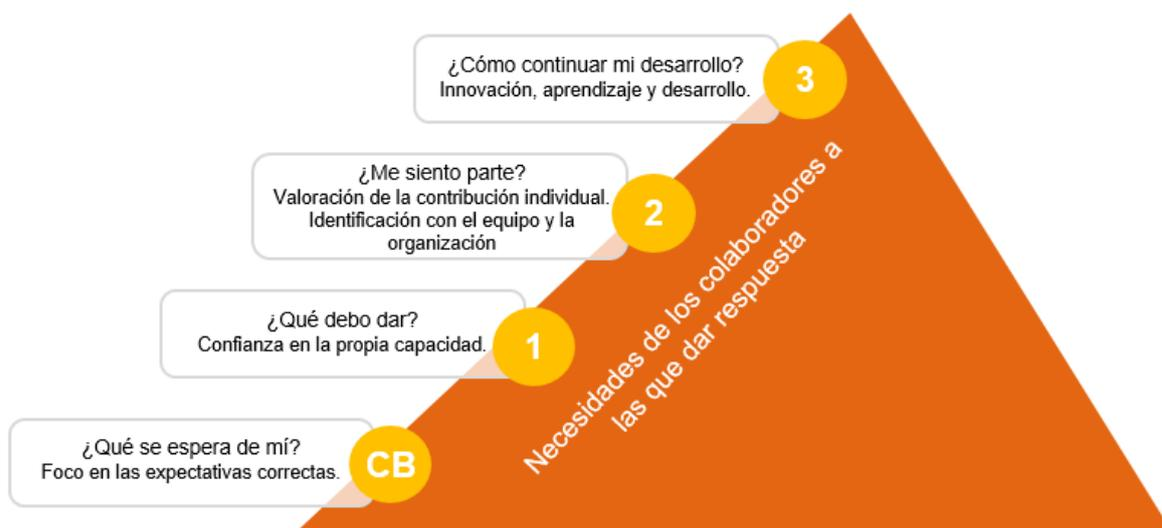 ¿Cómo continuar mi desarrollo?
Innovación, aprendizaje y desarrollo.
3
¿Me siento parte?
Valoración de la contribución individual.
Identificación con el equipo y la
organización
2
¿Qué debo dar?
Confianza en la propia capacidad.
1
¿Qué se espera de mí?
Foco en las expectativas correctas.
CB
Necesidades de los colaboradores a
las que dar respuesta